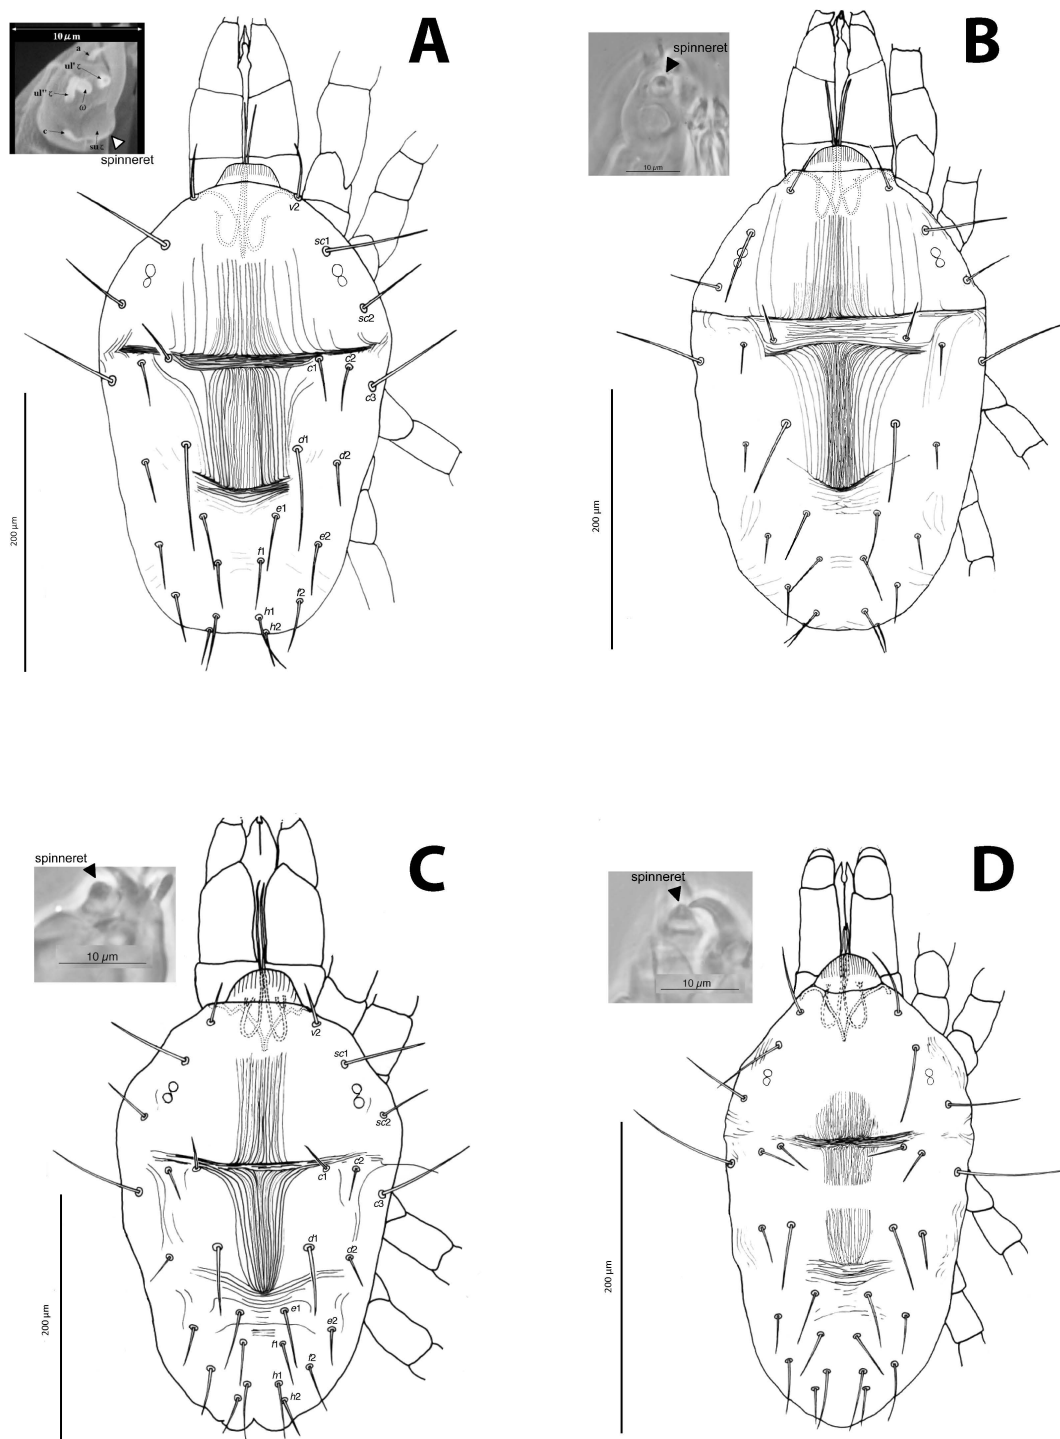 A
10 μm
a
ul' ζ
ul'' ζ
ω
c
su ζ
spinneret
v2
sc1
sc2
c1
c2
c3
d1
d2
e1
e2
f1
f2
h1
h2
200 μm
B
spinneret
10 μm
200 μm
C
spinneret
10 μm
v2
sc1
sc2
c1
c2
c3
d1
d2
e1
e2
f1
f2
h1
h2
200 μm
D
spinneret
10 μm
200 μm